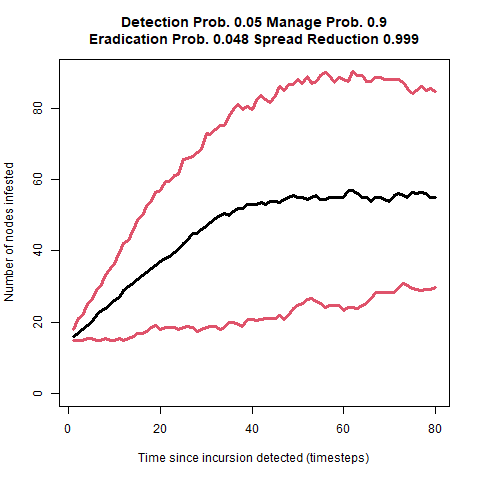 Detection Prob. 0.05 Manage Prob. 0.9
Eradication Prob. 0.048 Spread Reduction 0.999
Number of nodes infested
80
60
40
20
0
0 20 40 60 80
Time since incursion detected (timesteps)